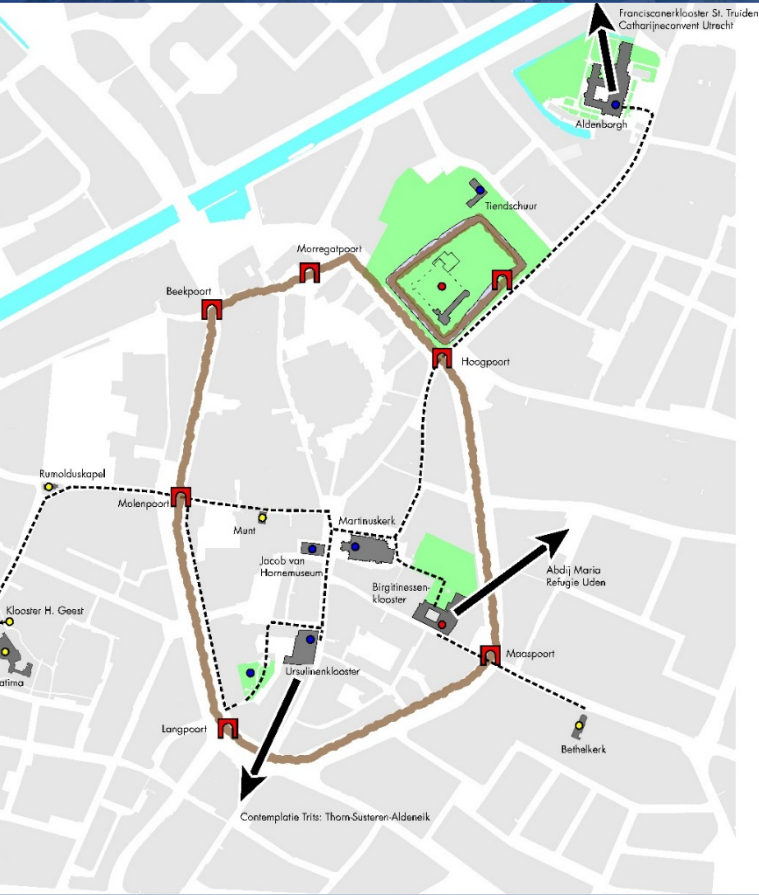 Franciscanerklooster St. Truiden
Catharijneconvent Utrecht
Aldenborgh
Tiendschuur
Morregatpoort
Beekpoort
Hoogpoort
Rumolduskapel
Molenpoort
Munt
Martinuskerk
Jacob van
Hornemuseum
Abdij Maria
Refugie Uden
Birgitinessen-
klooster
Klooster H. Geest
atima
Maaspoort
Ursulinenklooster
Langpoort
Bethelkerk
Contemplatie Trits: Thorn-Susteren-Aldeneik